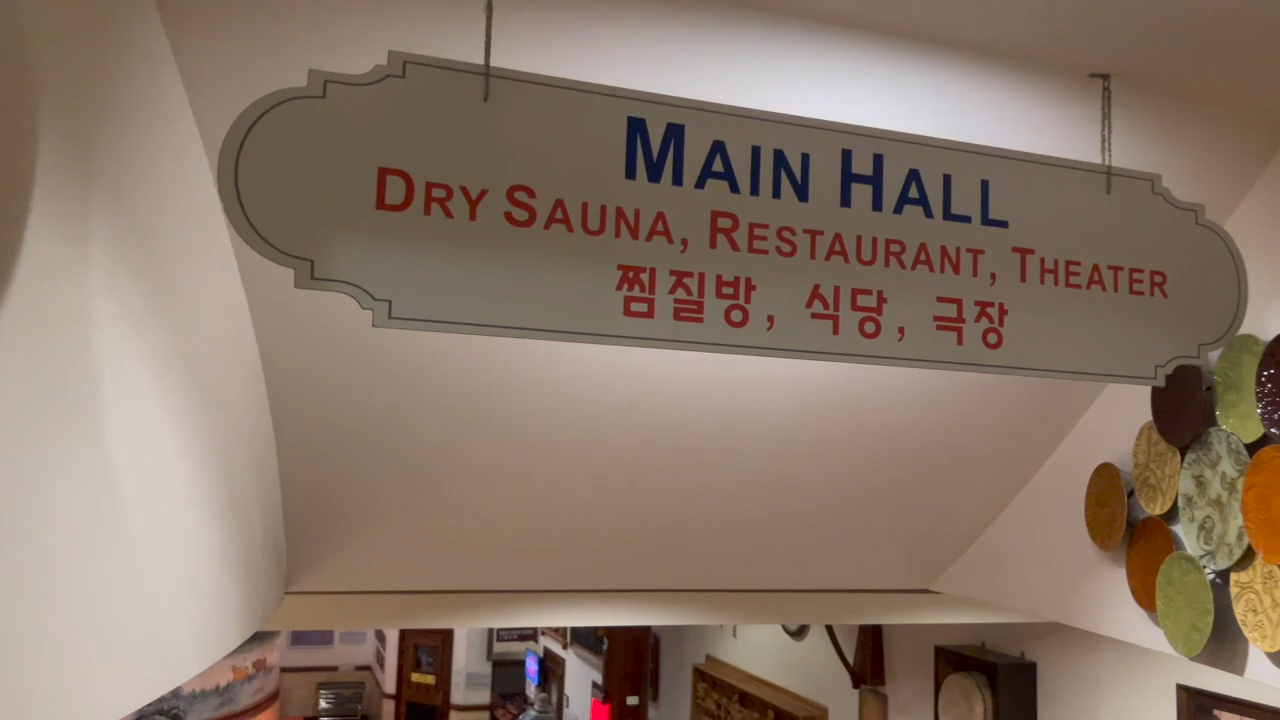 MAIN HALL
DRY SAUNA, RESTAURANT, THEATER
찜질방, 식당, 극장